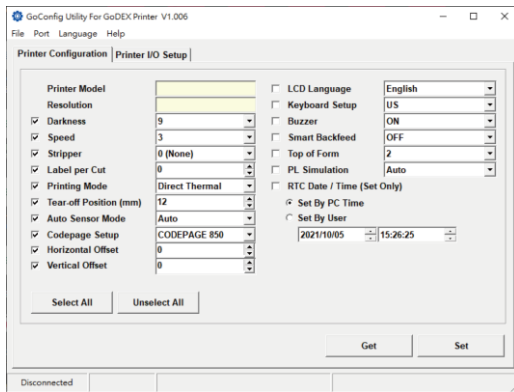 GoConfig Utility For GoDEX Printer V1.006
File Port Language Help
Printer Configuration Printer I/O Setup
Printer Model
Resolution
Darkness 9
Speed 3
Stripper 0 (None)
Label per Cut 0
Printing Mode Direct Thermal
Tear-off Position (mm) 12
Auto Sensor Mode Auto
Codepage Setup CODEPAGE 850
Horizontal Offset 0
Vertical Offset 0
LCD Language English
Keyboard Setup US
Buzzer ON
Smart Backfeed OFF
Top of Form 2
PL Simulation Auto
RTC Date / Time (Set Only)
Set By PC Time
Set By User
2021/10/05 15:26:25
Select All Unselect All
Get Set
Disconnected